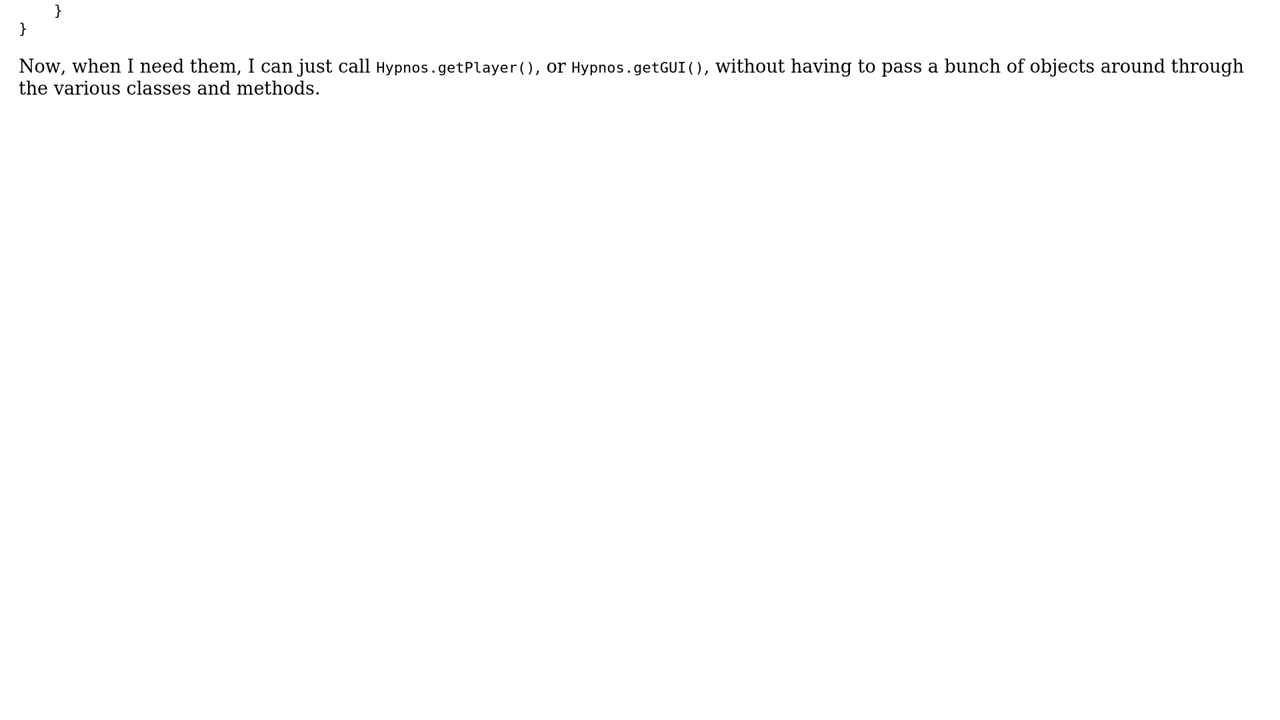 }
}
Now, when I need them, I can just call Hypnos.getPlayer(), or Hypnos.getGUI(), without having to pass a bunch of objects around through
the various classes and methods.